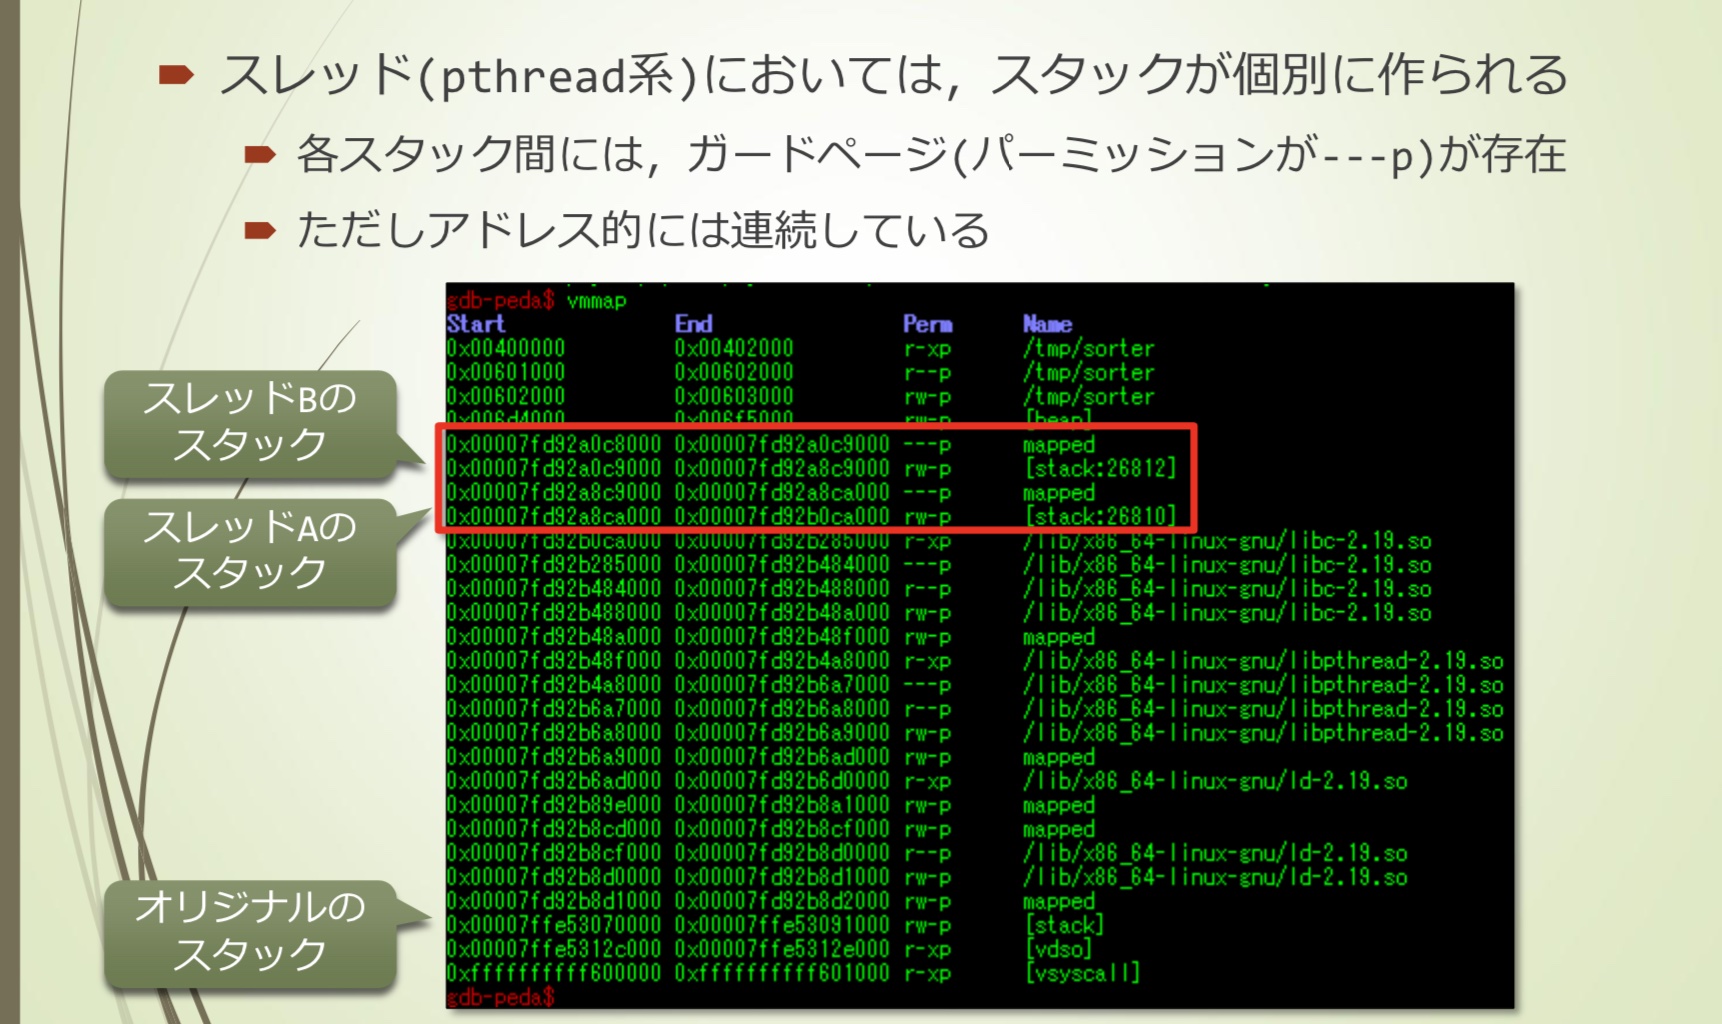 スレッド(pthread系)においては, スタックが個別に作られる
各スタック間には, ガードページ(パーミッションが---p)が存在
ただしアドレス的には連続している
gdb-peda$ vmmap
Start End Perm Name
0x00400000 0x00402000 r-xp /tmp/sorter
0x00601000 0x00602000 r--p /tmp/sorter
0x00602000 0x00603000 rw-p /tmp/sorter
0x006d4000 0x006f5000 rw-p [heap]
0x00007fd92a0c8000 0x00007fd92a0c9000 ---p mapped
0x00007fd92a0c9000 0x00007fd92a8c9000 rw-p [stack:26812]
0x00007fd92a8c9000 0x00007fd92a8ca000 ---p mapped
0x00007fd92a8ca000 0x00007fd92b0ca000 rw-p [stack:26810]
0x00007fd92b0ca000 0x00007fd92b285000 r-xp /lib/x86_64-linux-gnu/libc-2.19.so
0x00007fd92b285000 0x00007fd92b484000 ---p /lib/x86_64-linux-gnu/libc-2.19.so
0x00007fd92b484000 0x00007fd92b488000 r--p /lib/x86_64-linux-gnu/libc-2.19.so
0x00007fd92b488000 0x00007fd92b48a000 rw-p /lib/x86_64-linux-gnu/libc-2.19.so
0x00007fd92b48a000 0x00007fd92b48f000 rw-p mapped
0x00007fd92b48f000 0x00007fd92b4a8000 r-xp /lib/x86_64-linux-gnu/libpthread-2.19.so
0x00007fd92b4a8000 0x00007fd92b6a7000 ---p /lib/x86_64-linux-gnu/libpthread-2.19.so
0x00007fd92b6a7000 0x00007fd92b6a8000 r--p /lib/x86_64-linux-gnu/libpthread-2.19.so
0x00007fd92b6a8000 0x00007fd92b6a9000 rw-p /lib/x86_64-linux-gnu/libpthread-2.19.so
0x00007fd92b6a9000 0x00007fd92b6ad000 rw-p mapped
0x00007fd92b6ad000 0x00007fd92b6d0000 r-xp /lib/x86_64-linux-gnu/ld-2.19.so
0x00007fd92b89e000 0x00007fd92b8a1000 rw-p mapped
0x00007fd92b8cd000 0x00007fd92b8cf000 rw-p mapped
0x00007fd92b8cf000 0x00007fd92b8d0000 r--p /lib/x86_64-linux-gnu/ld-2.19.so
0x00007fd92b8d0000 0x00007fd92b8d1000 rw-p /lib/x86_64-linux-gnu/ld-2.19.so
0x00007fd92b8d1000 0x00007fd92b8d2000 rw-p mapped
0x00007ffe53070000 0x00007ffe53091000 rw-p [stack]
0x00007ffe5312c000 0x00007ffe5312e000 r-xp [vdso]
0xffffffffff600000 0xffffffffff601000 r-xp [vsyscall]
gdb-peda$
スレッドBの
スタック
スレッドAの
スタック
オリジナルの
スタック